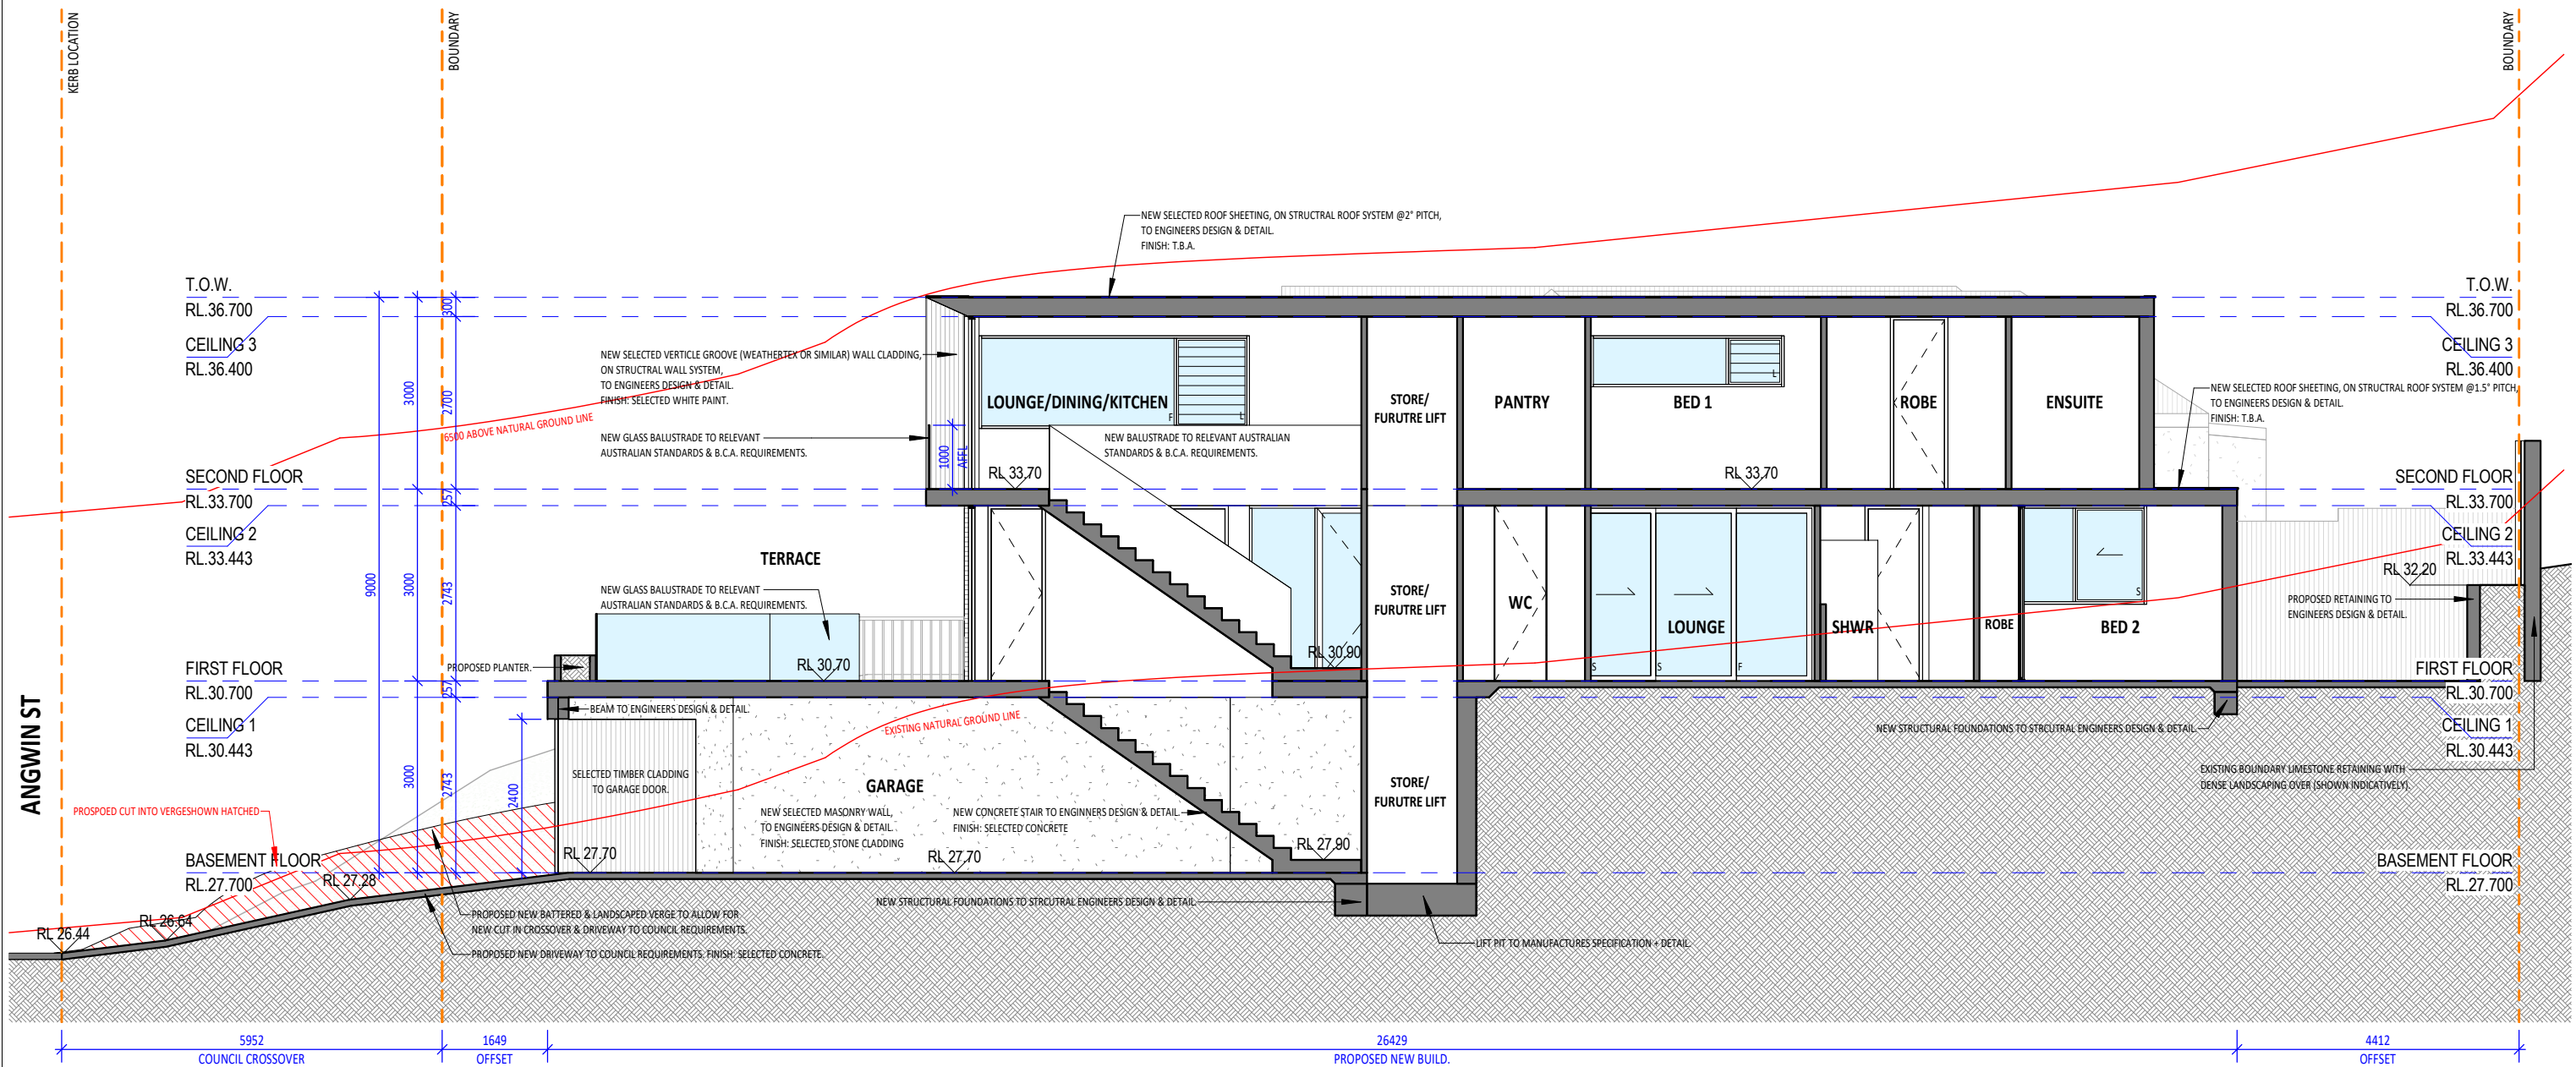 KERB LOCATION
BOUNDARY
BOUNDARY
NEW SELECTED ROOF SHEETING, ON STRUCTRAL ROOF SYSTEM @2° PITCH,
TO ENGINEERS DESIGN & DETAIL.
FINISH: T.B.A.
T.O.W.
RL.36.700
CEILING 3
RL.36.400
SECOND FLOOR
RL.33.700
CEILING 2
RL.33.443
FIRST FLOOR
RL.30.700
CEILING 1
RL.30.443
BASEMENT FLOOR
RL.27.700
9000
3000
3000
3000
300
2700
257
2743
257
2743
6500 ABOVE NATURAL GROUND LINE
NEW SELECTED VERTICLE GROOVE (WEATHERTEX OR SIMILAR) WALL CLADDING,
ON STRUCTRAL WALL SYSTEM,
TO ENGINEERS DESIGN & DETAIL.
FINISH: SELECTED WHITE PAINT.
NEW GLASS BALUSTRADE TO RELEVANT
AUSTRALIAN STANDARDS & B.C.A. REQUIREMENTS.
1000
AFFL
LOUNGE/DINING/KITCHEN
F
L
NEW BALUSTRADE TO RELEVANT AUSTRALIAN
STANDARDS & B.C.A. REQUIREMENTS.
RL 33.70
STORE/
FURUTRE LIFT
PANTRY
BED 1
L
RL 33.70
ROBE
ENSUITE
T.O.W.
RL.36.700
CEILING 3
RL.36.400
NEW SELECTED ROOF SHEETING, ON STRUCTRAL ROOF SYSTEM @1.5° PITCH,
TO ENGINEERS DESIGN & DETAIL.
FINISH: T.B.A.
SECOND FLOOR
RL.33.700
CEILING 2
RL.33.443
RL 32.20
PROPOSED RETAINING TO
ENGINEERS DESIGN & DETAIL.
TERRACE
NEW GLASS BALUSTRADE TO RELEVANT
AUSTRALIAN STANDARDS & B.C.A. REQUIREMENTS.
PROPOSED PLANTER.
RL 30.70
RL 30.90
STORE/
FURUTRE LIFT
WC
LOUNGE
S
S
F
SHWR
ROBE
BED 2
S
FIRST FLOOR
RL.30.700
CEILING 1
RL.30.443
BEAM TO ENGINEERS DESIGN & DETAIL.
EXISTING NATURAL GROUND LINE
NEW STRUCTURAL FOUNDATIONS TO STRCUTRAL ENGINEERS DESIGN & DETAIL.
EXISTING BOUNDARY LIMESTONE RETAINING WITH
DENSE LANDSCAPING OVER (SHOWN INDICATIVELY).
ANGWIN ST
PROSPOED CUT INTO VERGESHOWN HATCHED
2400
SELECTED TIMBER CLADDING
TO GARAGE DOOR.
GARAGE
NEW SELECTED MASONRY WALL,
TO ENGINEERS DESIGN & DETAIL.
FINISH: SELECTED STONE CLADDING
NEW CONCRETE STAIR TO ENGINNERS DESIGN & DETAIL.
FINISH: SELECTED CONCRETE
STORE/
FURUTRE LIFT
RL 27.70
RL 27.70
RL 27.90
BASEMENT FLOOR
RL.27.700
RL 27.28
RL 26.64
RL 26.44
NEW STRUCTURAL FOUNDATIONS TO STRCUTRAL ENGINEERS DESIGN & DETAIL.
PROPOSED NEW BATTERED & LANDSCAPED VERGE TO ALLOW FOR
NEW CUT IN CROSSOVER & DRIVEWAY TO COUNCIL REQUIREMENTS.
PROPOSED NEW DRIVEWAY TO COUNCIL REQUIREMENTS. FINISH: SELECTED CONCRETE.
LIFT PIT TO MANUFACTURES SPECIFICATION + DETAIL.
5952
COUNCIL CROSSOVER
1649
OFFSET
26429
PROPOSED NEW BUILD.
4412
OFFSET